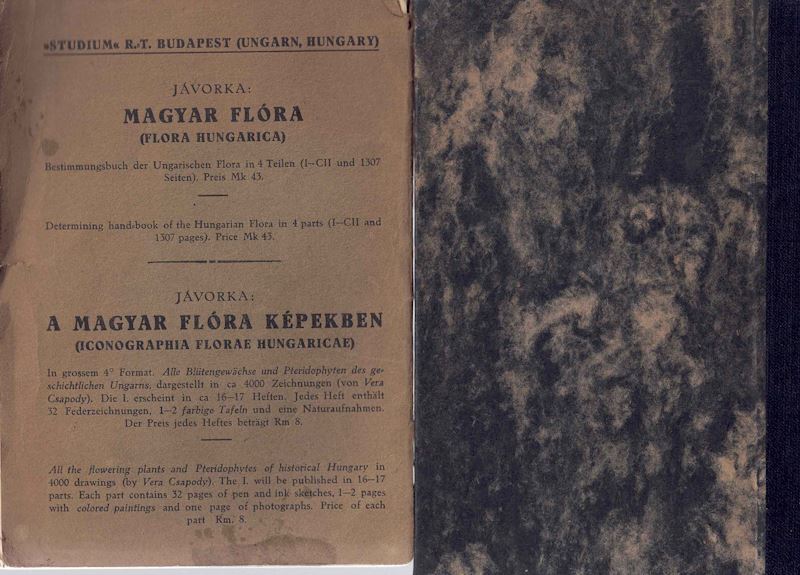 »STUDIUM« R.-T. BUDAPEST (UNGARN, HUNGARY)
JÁVORKA:
MAGYAR FLÓRA
(FLORA HUNGARICA)
Bestimmungsbuch der Ungarischen Flora in 4 Teilen (I–CII und 1307
Seiten). Preis Mk 43.
Determining hand-book of the Hungarian Flora in 4 parts (I–CII and
1307 pages). Price Mk 43.
JÁVORKA:
A MAGYAR FLÓRA KÉPEKBEN
(ICONOGRAPHIA FLORAE HUNGARICAE)
In grossem 4° Format. Alle Blütengewächse und Pteridophyten des ge-
schichtlichen Ungarns, dargestellt in ca 4000 Zeichnungen (von Vera
Csapody). Die I. erscheint in ca 16–17 Heften. Jedes Heft enthält
32 Federzeichnungen, 1–2 farbige Tafeln und eine Naturaufnahmen.
Der Preis jedes Heftes beträgt Rm 8.
All the flowering plants and Pteridophytes of historical Hungary in
4000 drawings (by Vera Csapody). The I. will be published in 16–17
parts. Each part contains 32 pages of pen and ink sketches, 1–2 pages
with colored paintings and one page of photographs. Price of each
part Km. 8.